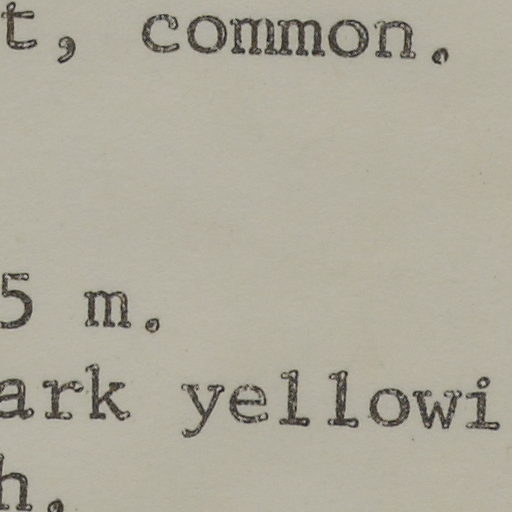 t, common.
5 m.
ark yellowi
h,